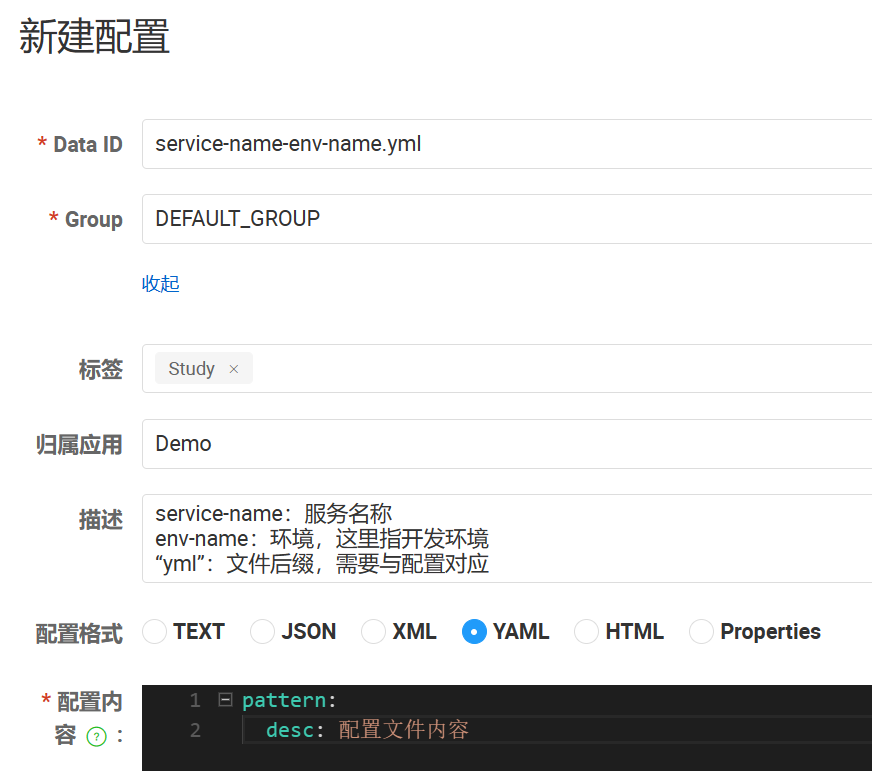 新建配置
* Data ID service-name-env-name.yml
* Group DEFAULT_GROUP
收起
标签 Study ×
归属应用 Demo
描述 service-name：服务名称
env-name：环境，这里指开发环境
“yml”：文件后缀，需要与配置对应
配置格式 TEXT JSON XML YAML HTML Properties
* 配置内 1 pattern:
容 ? : 2 desc: 配置文件内容